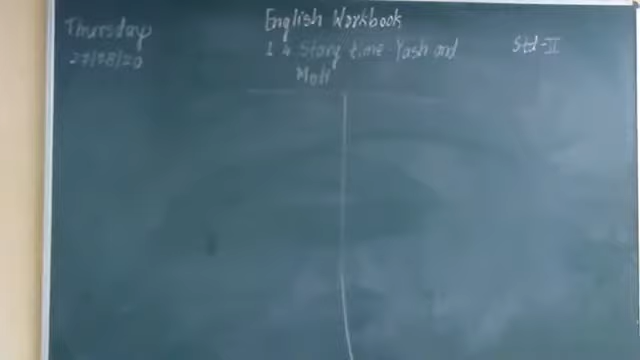 Thursday
27/08/20
English Workbook
1.4 Story time Yash and
Moti
Std-II